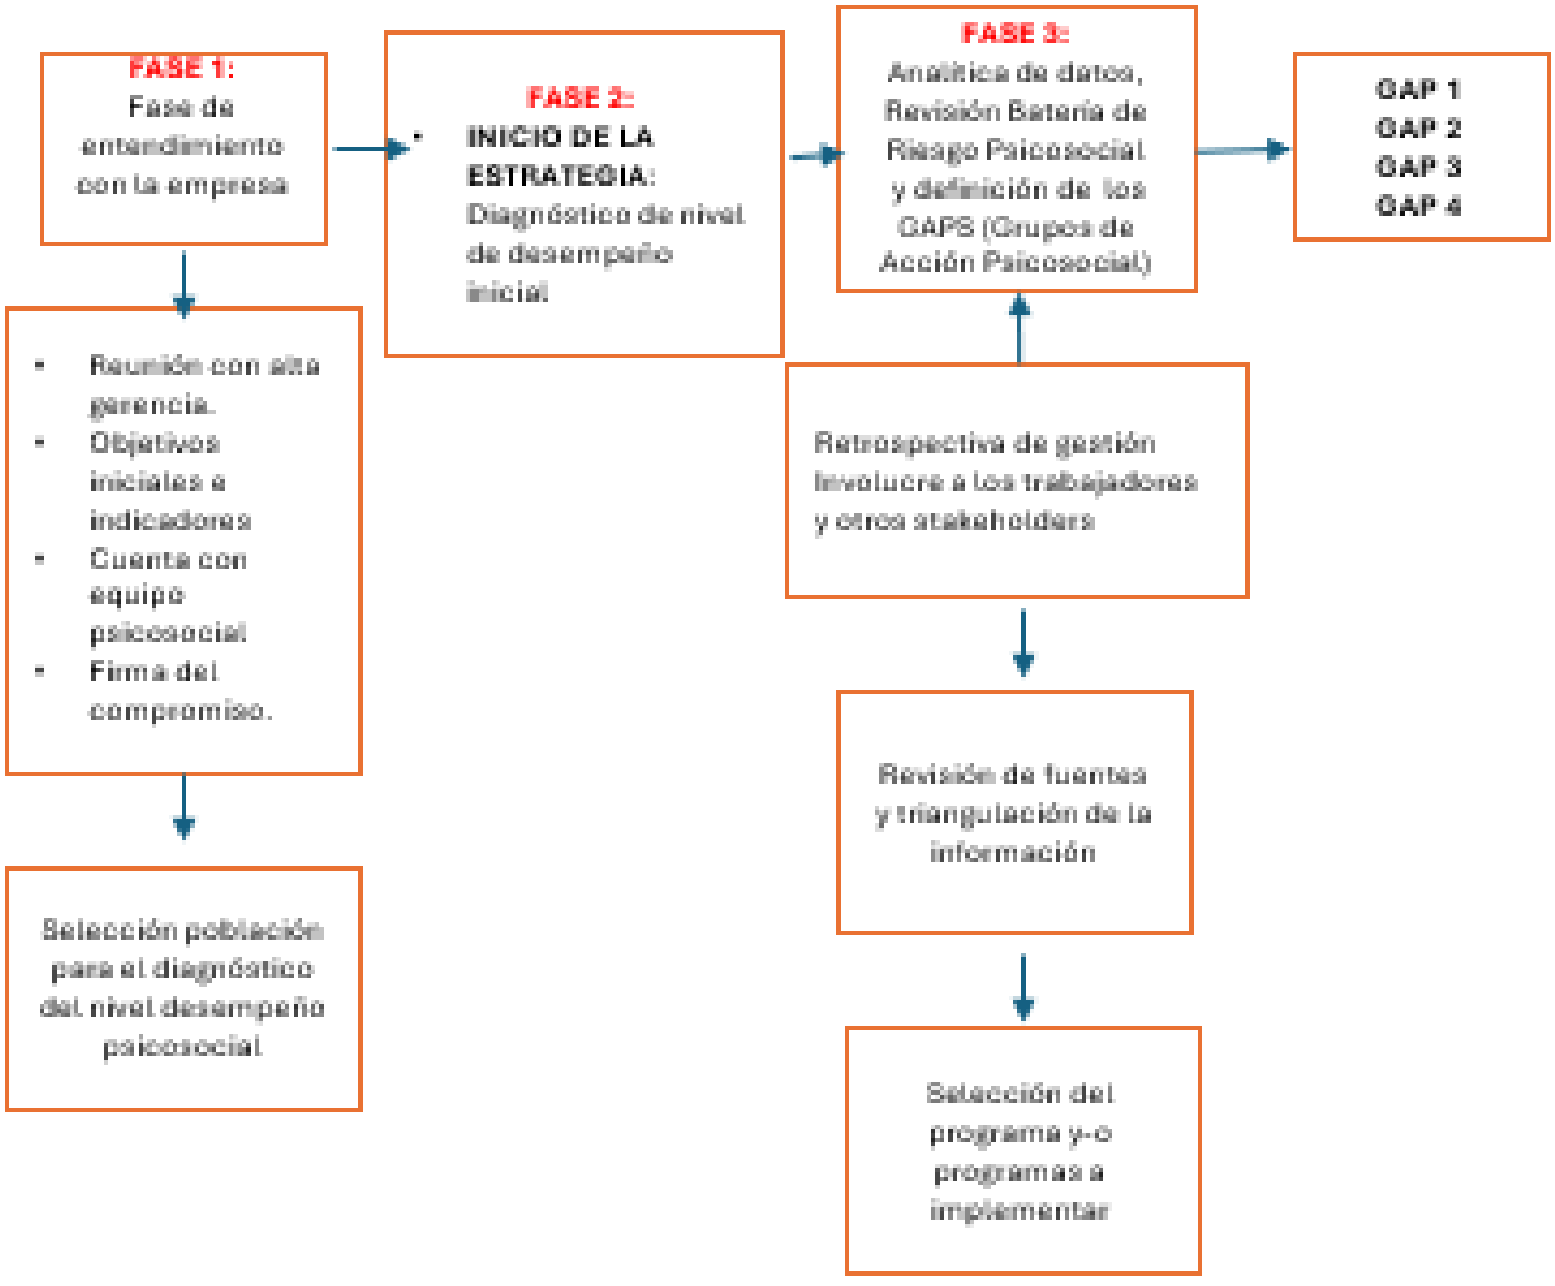 FASE 1:
Fase de
entendimiento
con la empresa
• Reunión con alta
gerencia.
• Objetivos
iniciales e
indicadores
• Cuenta con
equipo
psicosocial
• Firma del
compromiso.
Selección población
para el diagnóstico
del nivel desempeño
psicosocial
FASE 2:
• INICIO DE LA
ESTRATEGIA:
Diagnóstico de nivel
de desempeño
inicial
FASE 3:
Analítica de datos,
Revisión Batería de
Riesgo Psicosocial
y definición de los
GAPS (Grupos de
Acción Psicosocial)
Retrospectiva de gestión
Involucre a los trabajadores
y otros stakeholders
Revisión de fuentes
y triangulación de la
información
Selección del
programa y-o
programas a
implementar
GAP 1
GAP 2
GAP 3
GAP 4